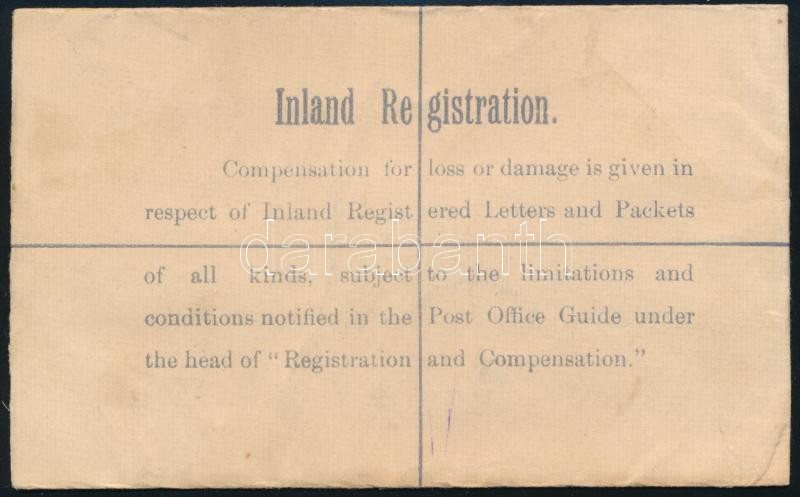 Inland Registration.
Compensation for loss or damage is given in
respect of Inland Registered Letters and Packets
darabanth
of all kinds, subject to the limitations and
conditions notified in the Post Office Guide under
the head of “Registration and Compensation.”